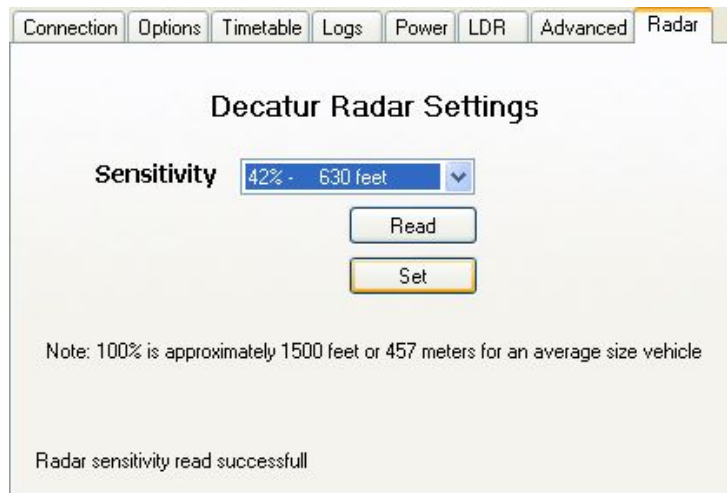 Connection Options Timetable Logs Power LDR Advanced Radar
Decatur Radar Settings
Sensitivity 42% - 630 feet
Read
Set
Note: 100% is approximately 1500 feet or 457 meters for an average size vehicle
Radar sensitivity read successfull